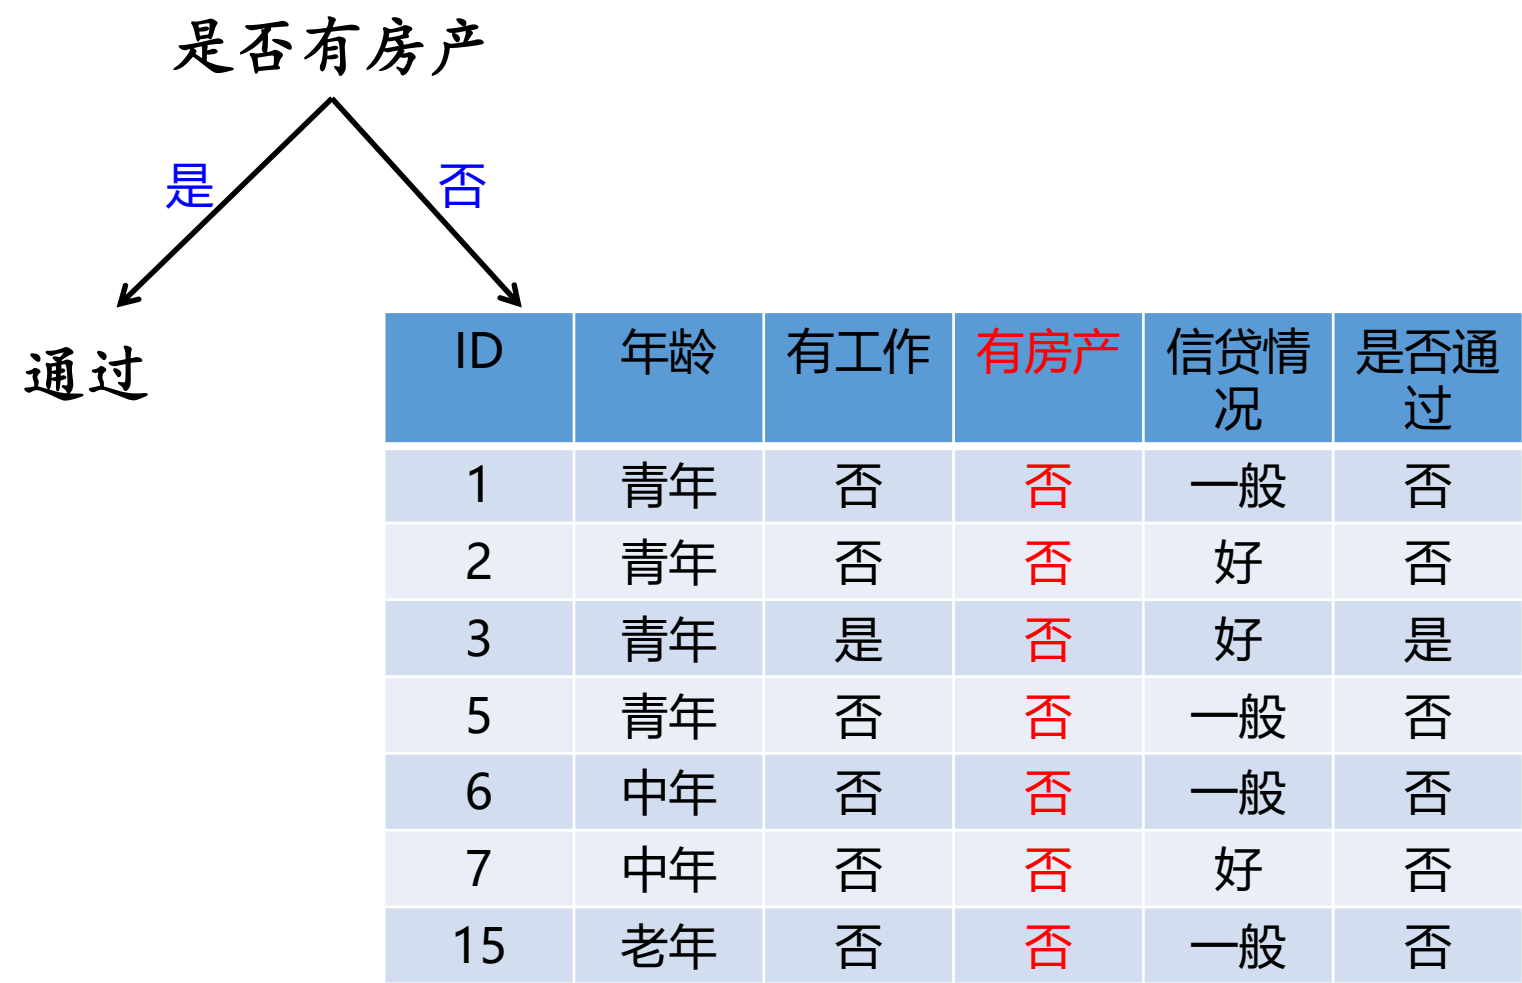 是否有房产
是 否
通过
ID 年龄 有工作 有房产 信贷情况 是否通过
1 青年 否 否 一般 否
2 青年 否 否 好 否
3 青年 是 否 好 是
5 青年 否 否 一般 否
6 中年 否 否 一般 否
7 中年 否 否 好 否
15 老年 否 否 一般 否